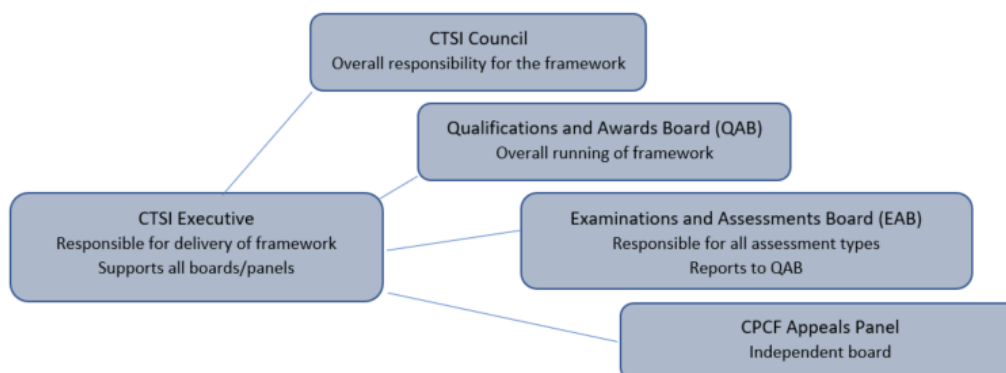 CTSI Council
Overall responsibility for the framework
Qualifications and Awards Board (QAB)
Overall running of framework
CTSI Executive
Responsible for delivery of framework
Supports all boards/panels
Examinations and Assessments Board (EAB)
Responsible for all assessment types
Reports to QAB
CPCF Appeals Panel
Independent board